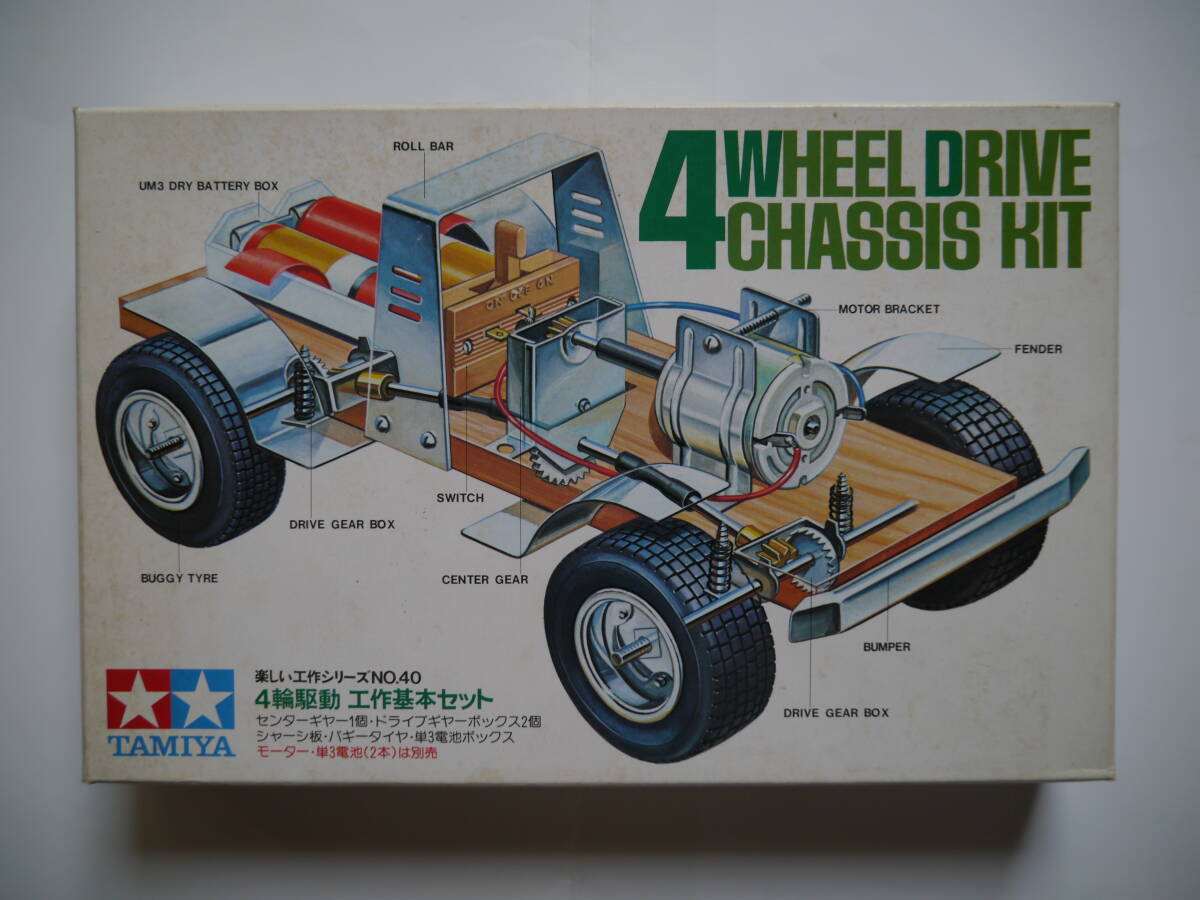 4 WHEEL DRIVE
CHASSIS KIT
ROLL BAR
UM3 DRY BATTERY BOX
ON OFF ON
MOTOR BRACKET
FENDER
SWITCH
DRIVE GEAR BOX
BUGGY TYRE
CENTER GEAR
BUMPER
DRIVE GEAR BOX
TAMIYA
楽しい工作シリーズNO.40
4輪駆動 工作基本セット
センターギヤー1個・ドライブギヤーボックス2個
シャーシ板・バギータイヤ・単3電池ボックス
モーター・単3電池(2本)は別売